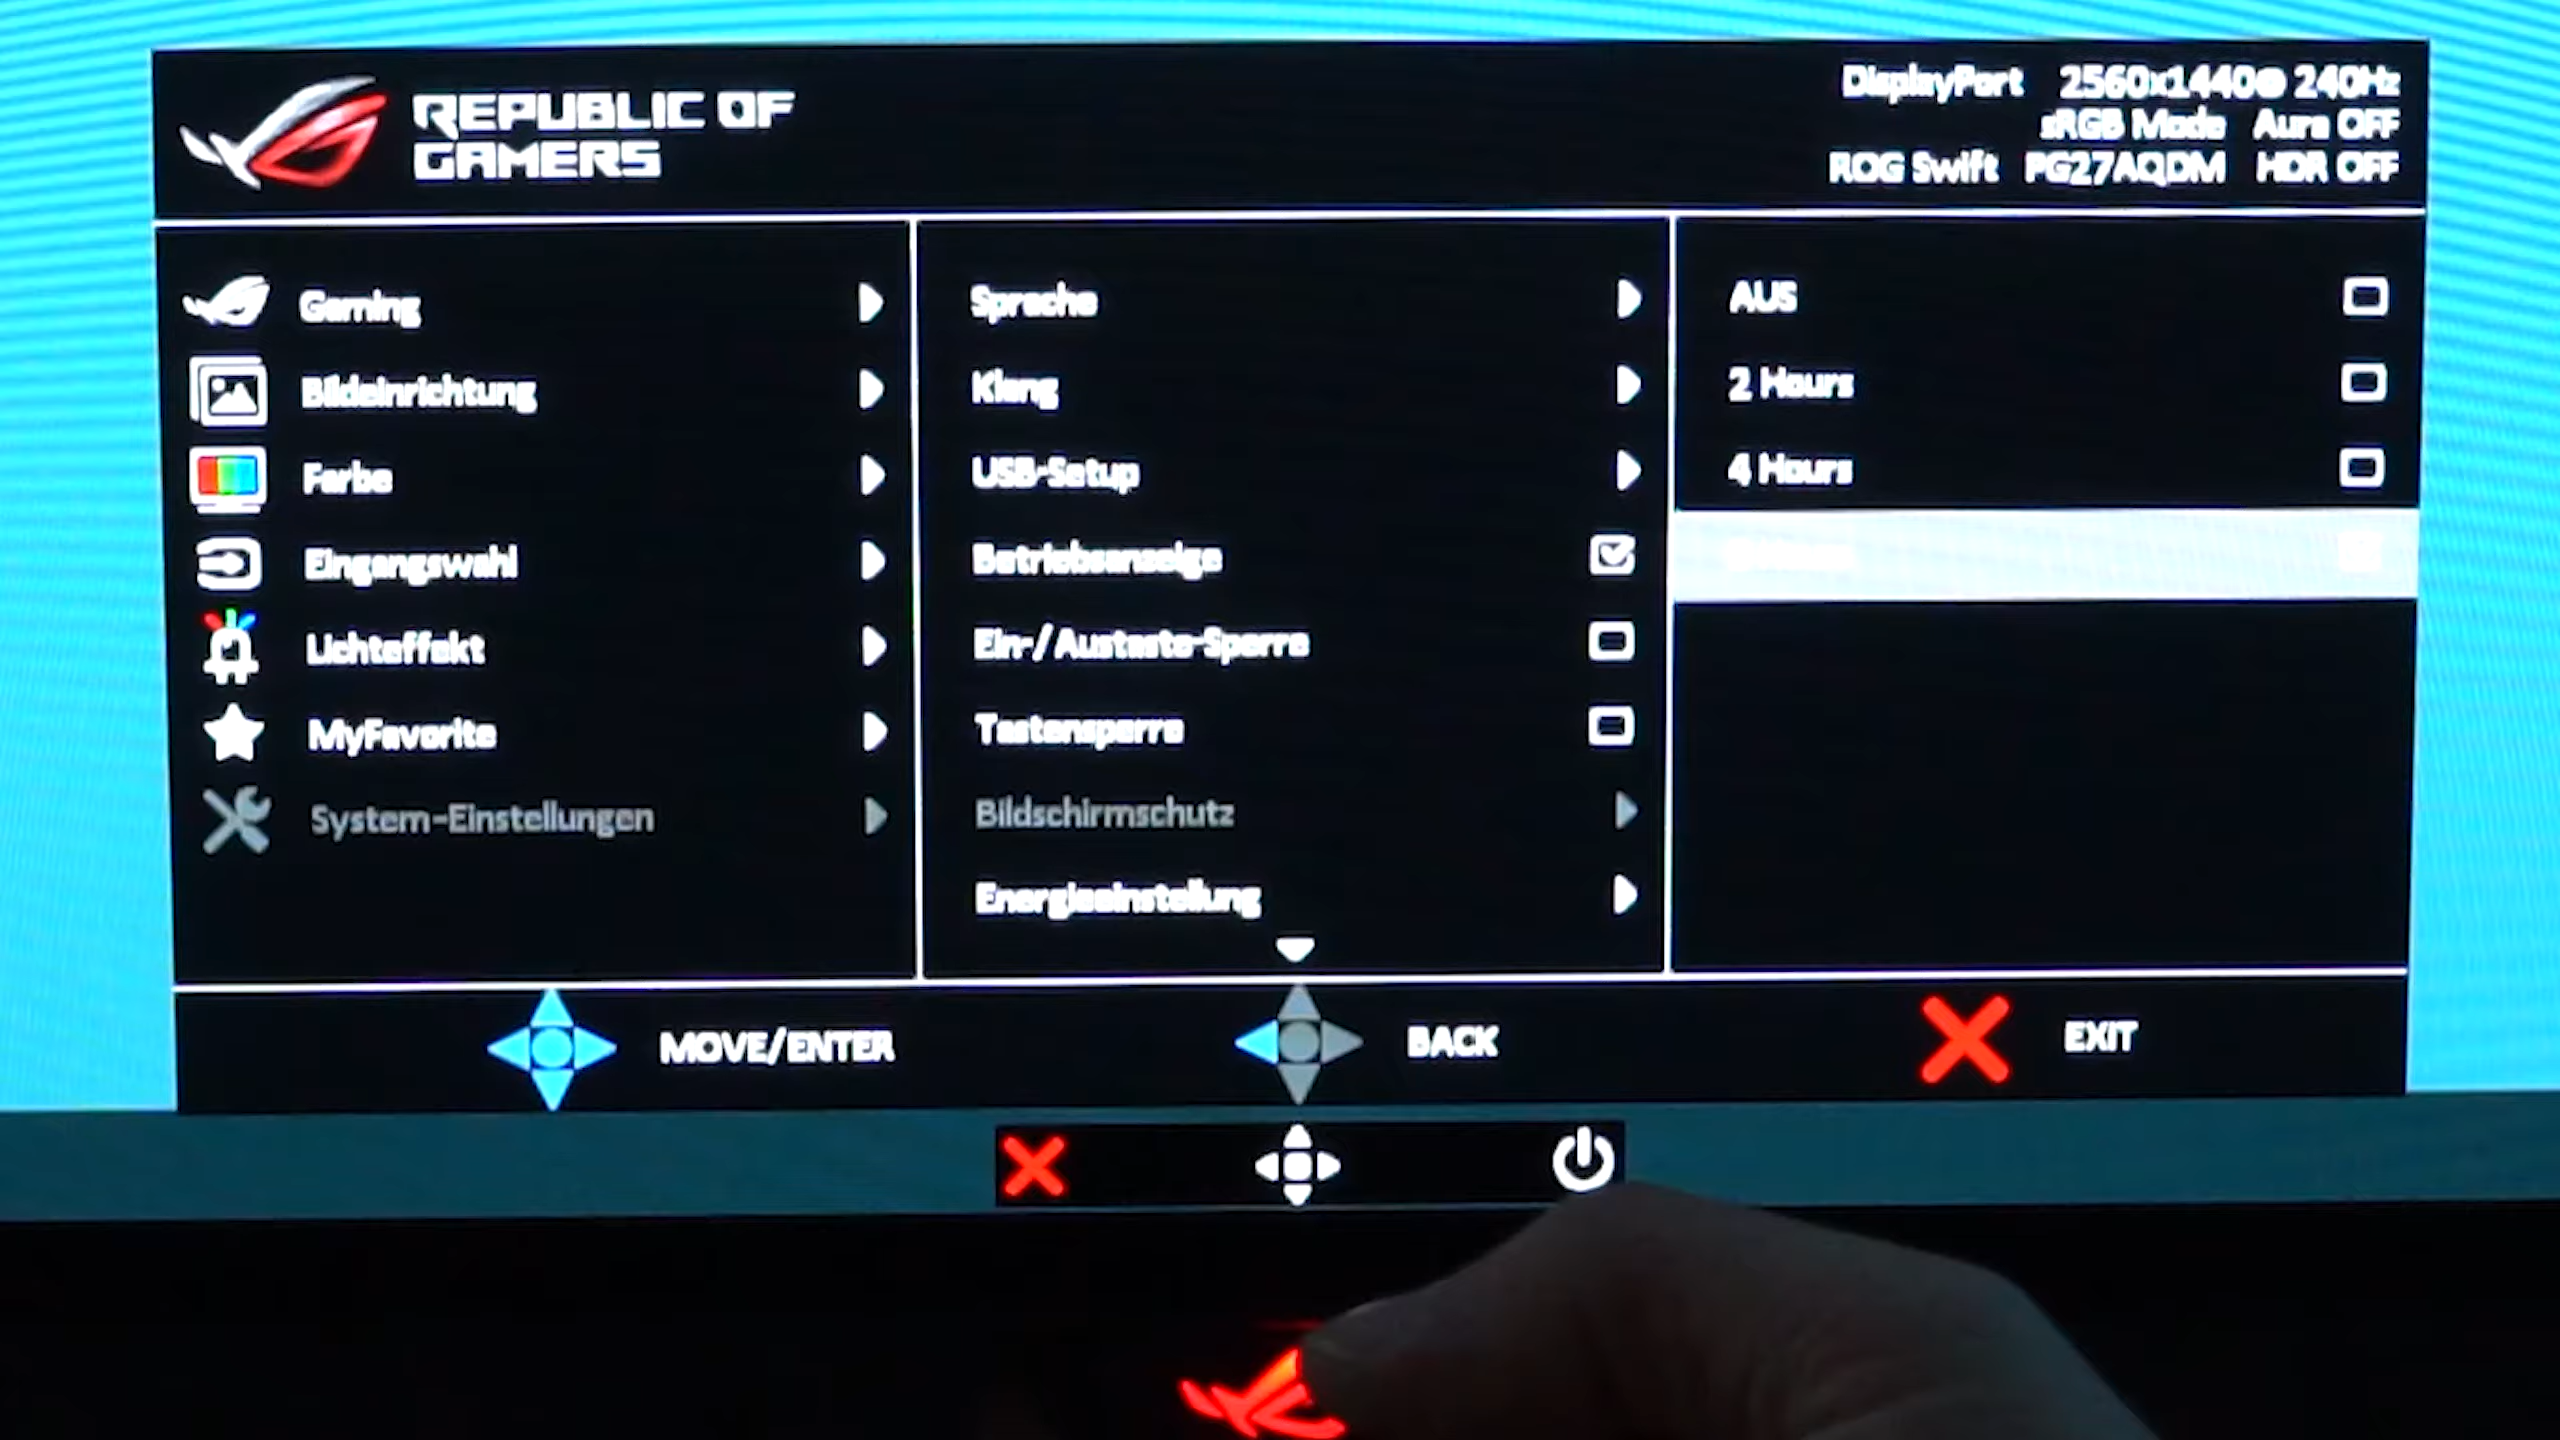 REPUBLIC OF
GAMERS
DisplayPort 2560x1440@ 240Hz
sRGB Mode Aura OFF
ROG Swift PG27AQDM HDR OFF
Gaming
Bildeinrichtung
Farbe
Eingangswahl
Lichteffekt
MyFavorite
System-Einstellungen
Sprache
Klang
USB-Setup
Betriebsanzeige
Ein-/Austaste-Sperre
Tastensperre
Bildschirmschutz
Energieeinstellung
AUS
2 Hours
4 Hours
MOVE/ENTER
BACK
EXIT